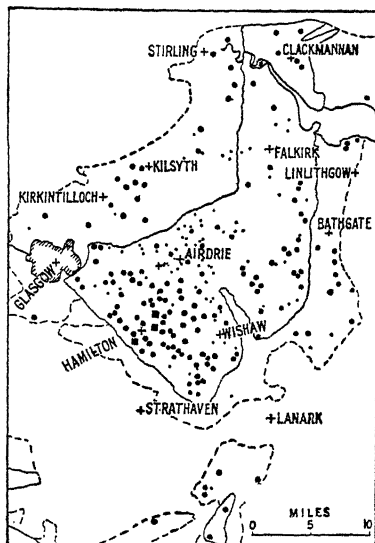 STIRLING
CLACKMANNAN
KILSYTH
FALKIRK
LINLITHGOW
KIRKINTILLOCH
BATHGATE
AIRDRIE
GLASGOW
WISHAW
HAMILTON
STRATHAVEN
LANARK
MILES
0 5 10